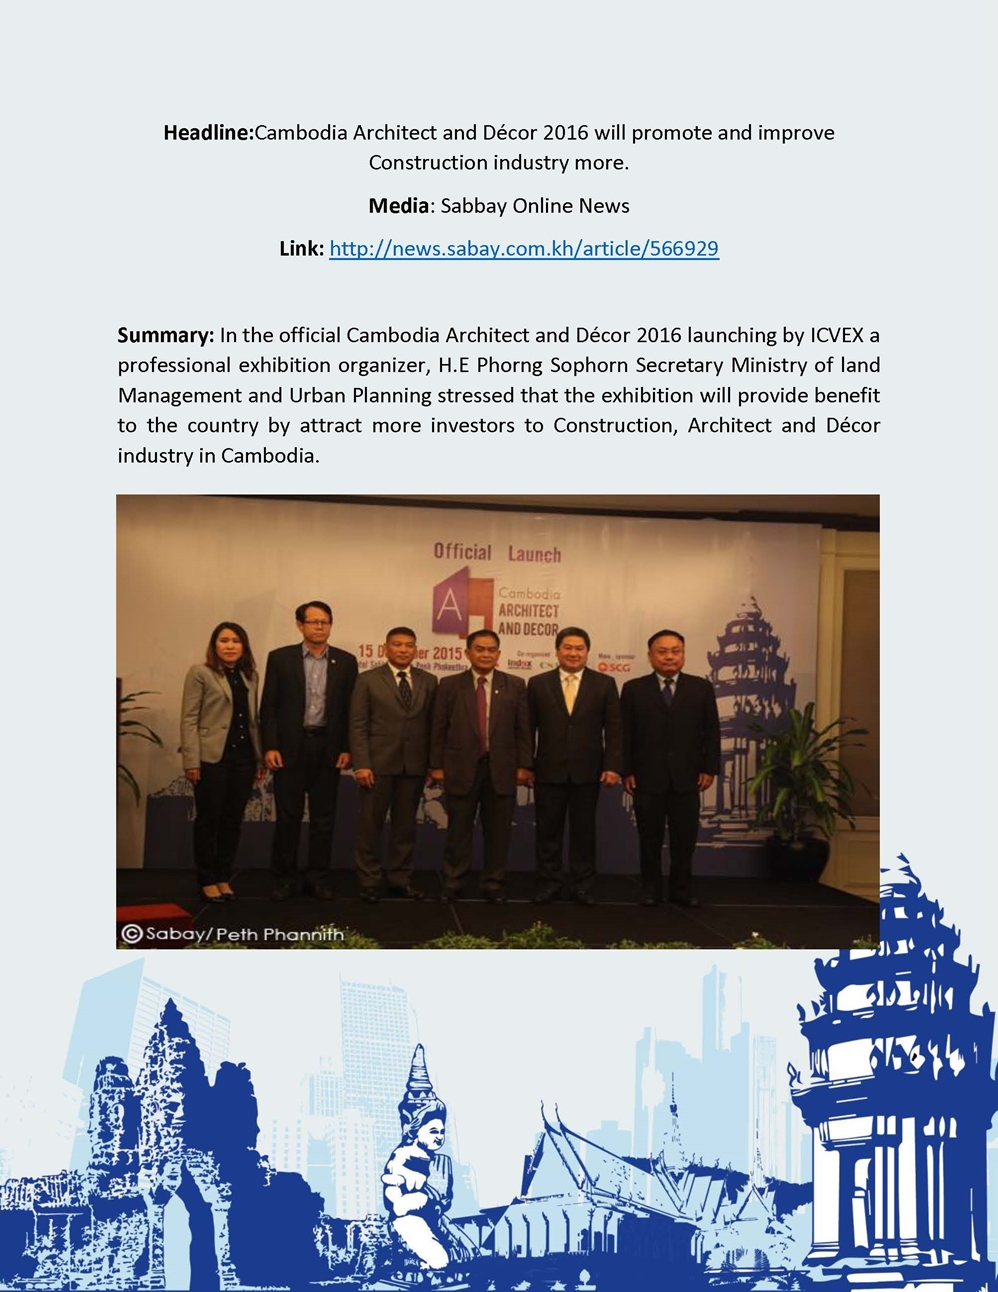 Headline:Cambodia Architect and Décor 2016 will promote and improve
Construction industry more.
Media: Sabbay Online News
Link: http://news.sabay.com.kh/article/566929
Summary: In the official Cambodia Architect and Décor 2016 launching by ICVEX a
professional exhibition organizer, H.E Phorng Sophorn Secretary Ministry of land
Management and Urban Planning stressed that the exhibition will provide benefit
to the country by attract more investors to Construction, Architect and Décor
industry in Cambodia.
Official Launch
A
Cambodia
ARCHITECT
AND DECOR
15 2015
Co-organized
index
SCG
©Sabay/Peth Phannith